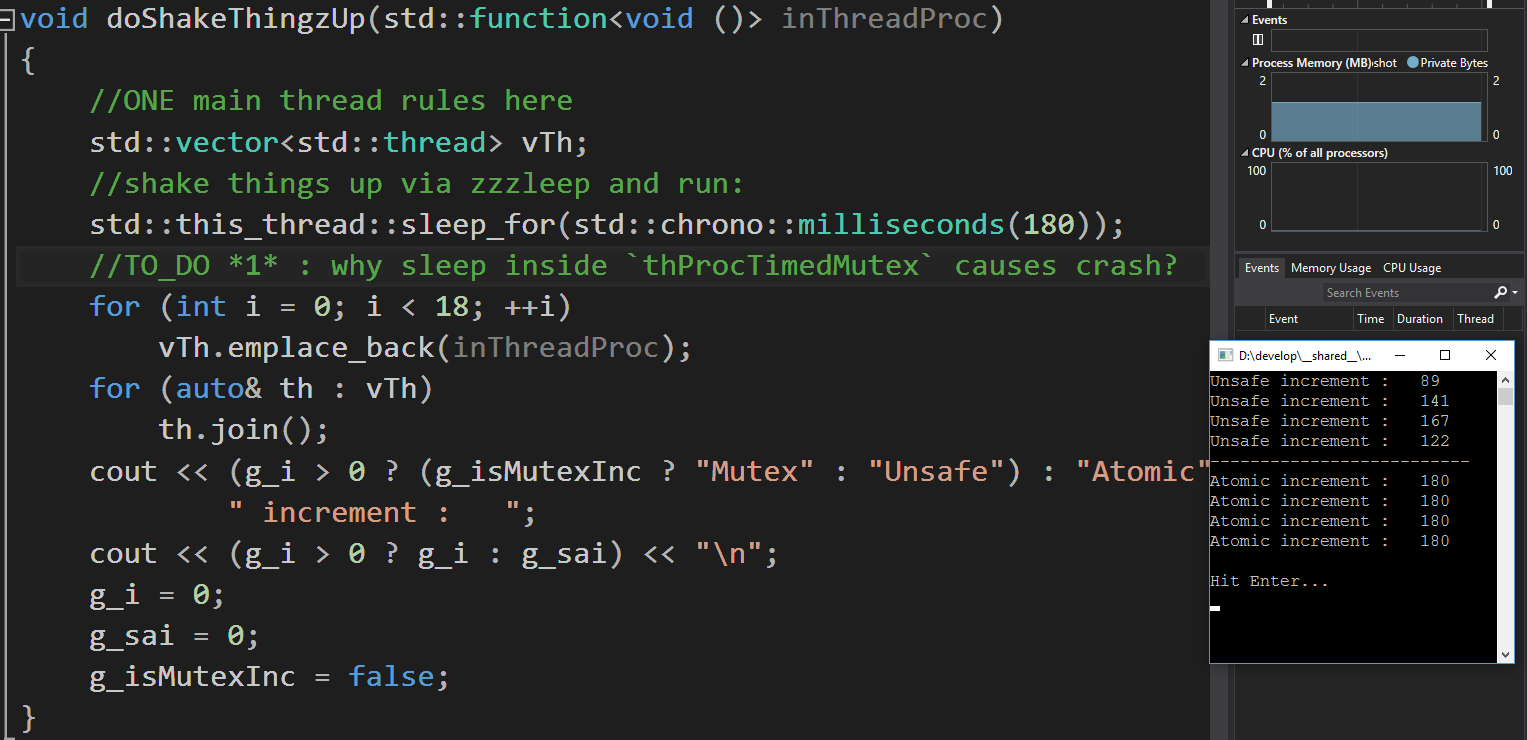 void doShakeThingzUp(std::function<void ()> inThreadProc)
{
//ONE main thread rules here
std::vector<std::thread> vTh;
//shake things up via zzzleep and run:
std::this_thread::sleep_for(std::chrono::milliseconds(180));
//TO_DO *1* : why sleep inside `thProcTimedMutex` causes crash?
for (int i = 0; i < 18; ++i)
vTh.emplace_back(inThreadProc);
for (auto& th : vTh)
th.join();
cout << (g_i > 0 ? (g_isMutexInc ? "Mutex" : "Unsafe") : "Atomic"
" increment :   ";
cout << (g_i > 0 ? g_i : g_sai) << "\n";
g_i = 0;
g_sai = 0;
g_isMutexInc = false;
}
Events
Process Memory (MB) shot Private Bytes
2 2
0 0
CPU (% of all processors)
100 100
0 0
Events Memory Usage CPU Usage
Search Events
Event Time Duration Thread
D:\develop\__shared__\...
Unsafe increment :   89
Unsafe increment :   141
Unsafe increment :   167
Unsafe increment :   122
--------------------------
Atomic increment :   180
Atomic increment :   180
Atomic increment :   180
Atomic increment :   180
Hit Enter...